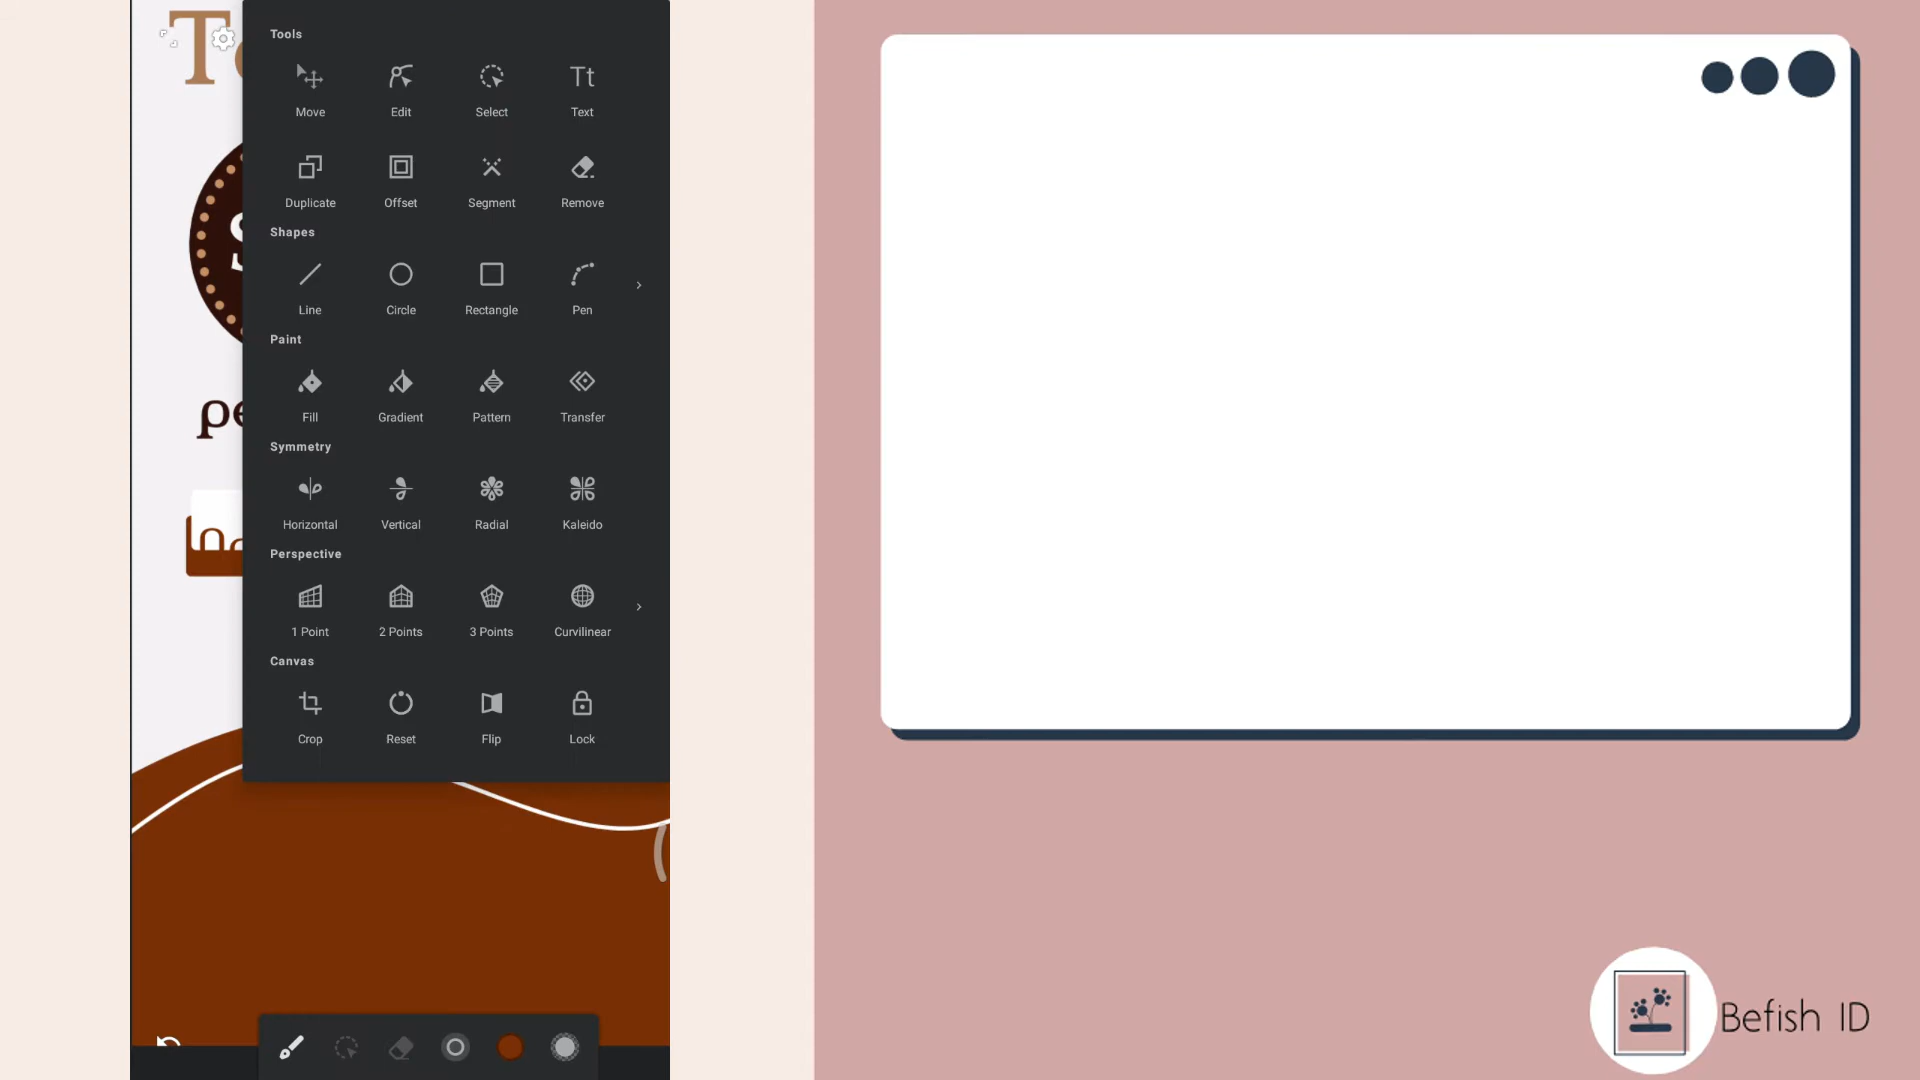 Tools
Move Edit Select Text
Duplicate Offset Segment Remove
Shapes
Line Circle Rectangle Pen
Paint
Fill Gradient Pattern Transfer
Symmetry
Horizontal Vertical Radial Kaleido
Perspective
1 Point 2 Points 3 Points Curvilinear
Canvas
Crop Reset Flip Lock
Befish ID